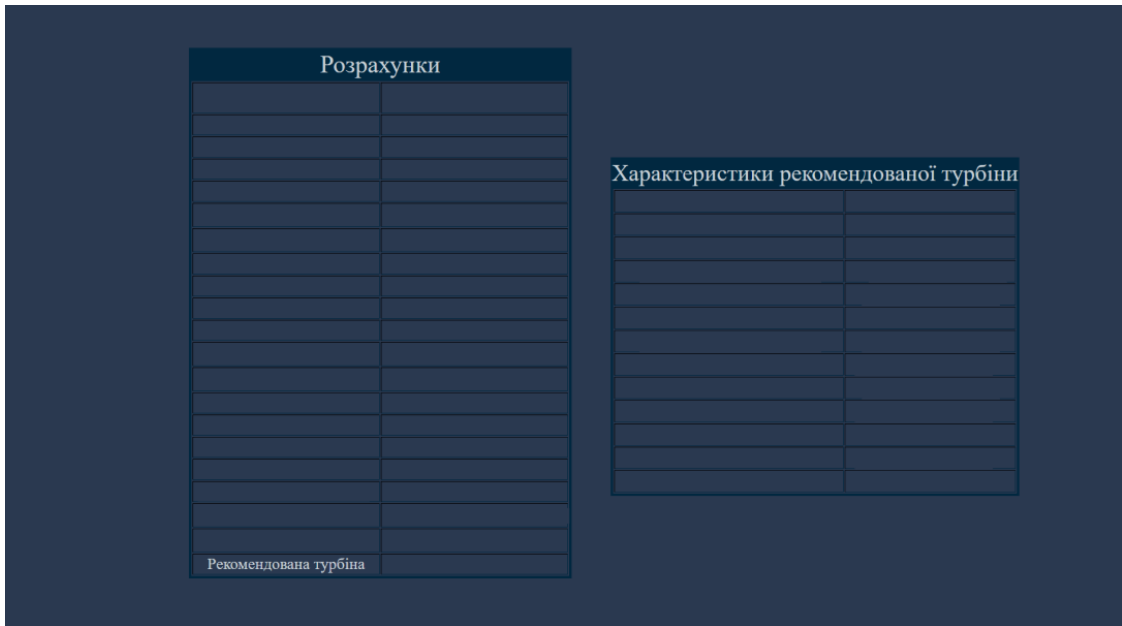 Розрахунки
Характеристики рекомендованої турбіни
Рекомендована турбіна